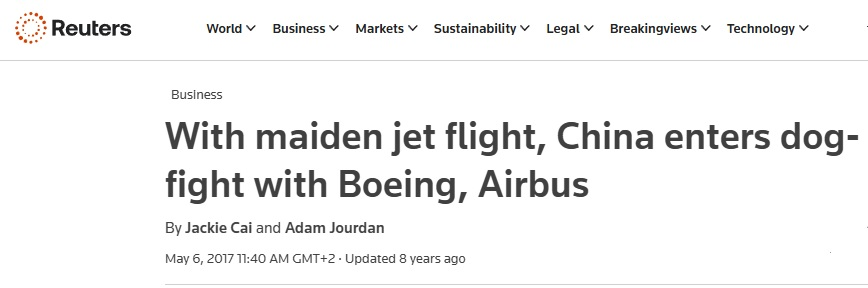 Reuters World Business Markets Sustainability Legal Breakingviews Technology
Business
With maiden jet flight, China enters dog-
fight with Boeing, Airbus
By Jackie Cai and Adam Jourdan
May 6, 2017 11:40 AM GMT+2 · Updated 8 years ago